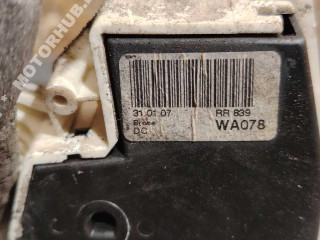 MOTORHUB.
31 01 07 RR 839
Brose WA078
DC